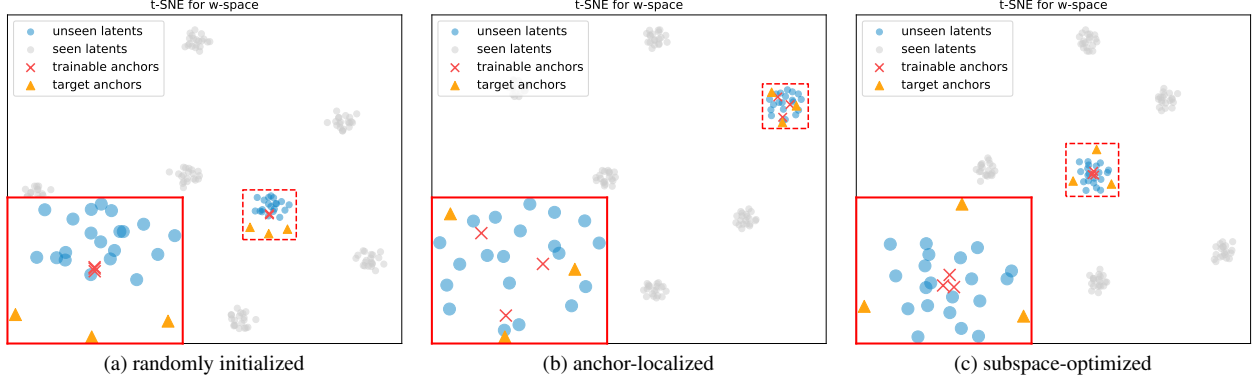 t-SNE for w-space
unseen latents
seen latents
trainable anchors
target anchors
(a) randomly initialized
t-SNE for w-space
unseen latents
seen latents
trainable anchors
target anchors
(b) anchor-localized
t-SNE for w-space
unseen latents
seen latents
trainable anchors
target anchors
(c) subspace-optimized